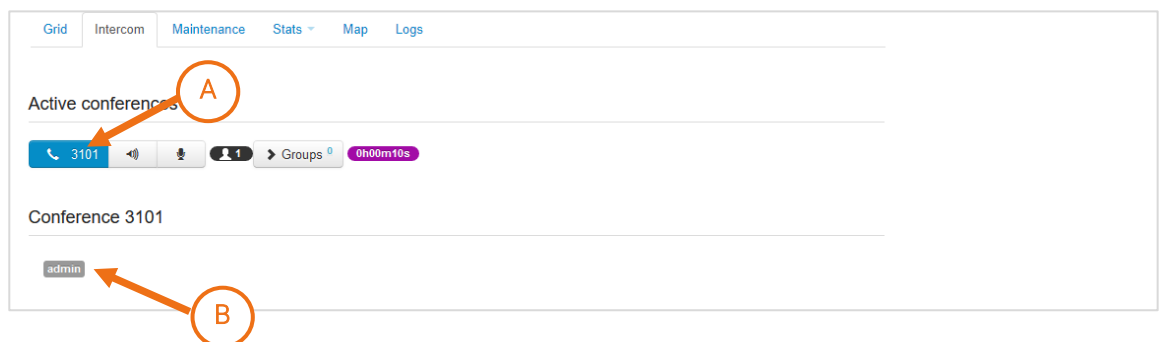 Grid Intercom Maintenance Stats Map Logs
A
Active conferences
3101 1 Groups 0 0h00m10s
Conference 3101
admin
B